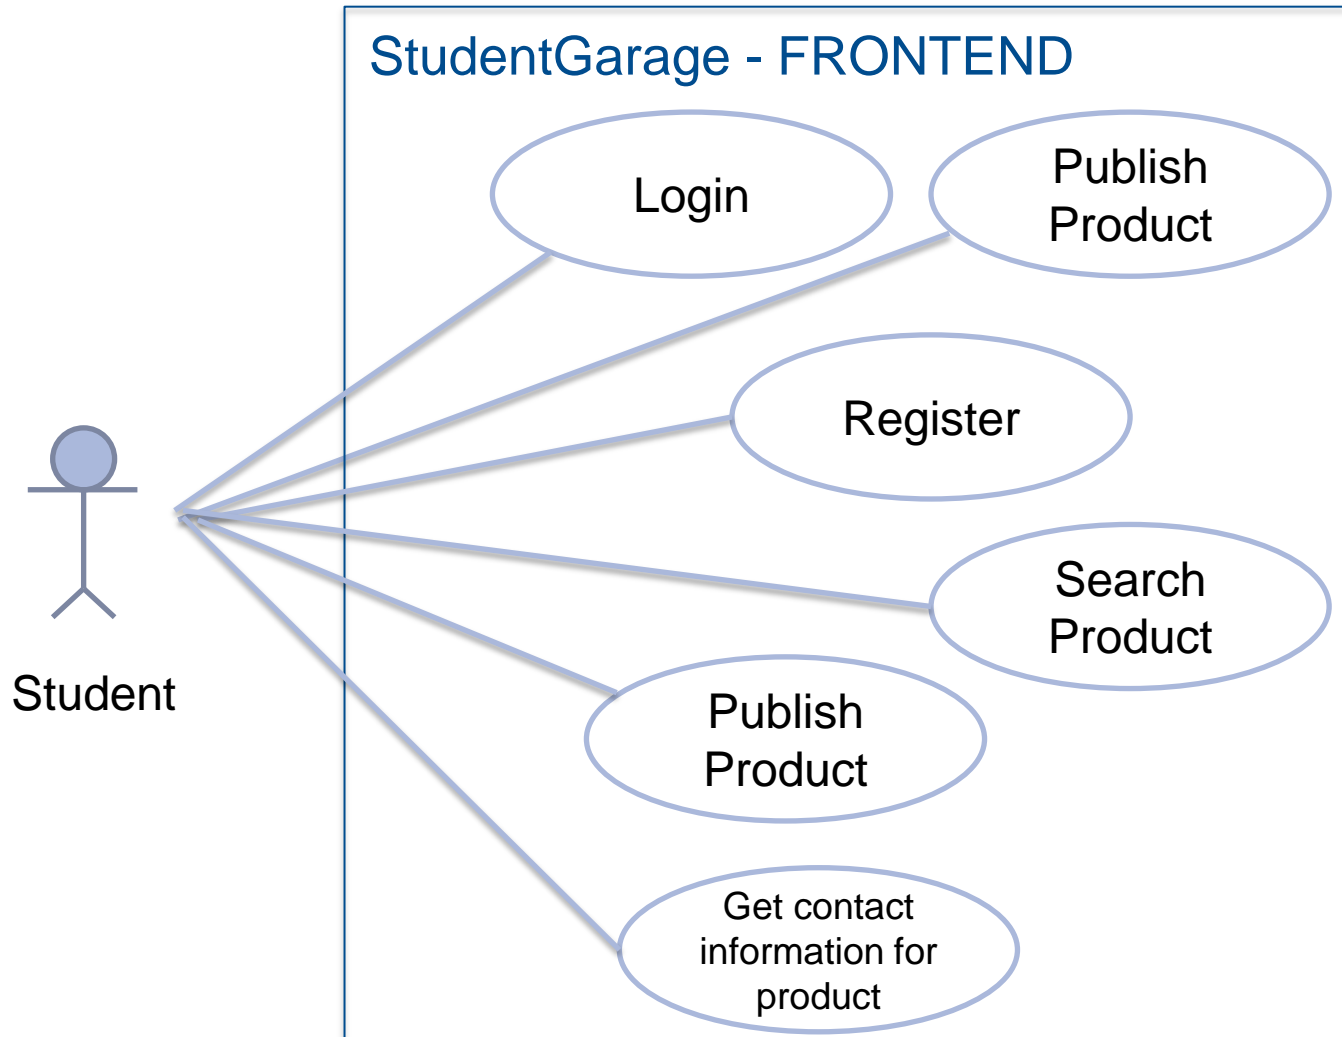 StudentGarage - FRONTEND
Login
Publish
Product
Register
Search
Product
Student
Publish
Product
Get contact
information for
product